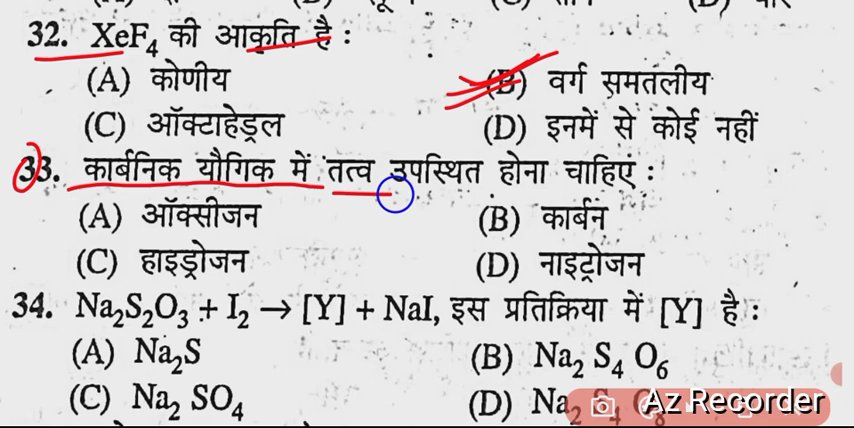 32. XeF₄ की आकृति है :
(A) कोणीय (B) वर्ग समतलीय
(C) ऑक्टाहेड्रल (D) इनमें से कोई नहीं
33. कार्बनिक यौगिक में तत्व उपस्थित होना चाहिए :
(A) ऑक्सीजन (B) कार्बन
(C) हाइड्रोजन (D) नाइट्रोजन
34. Na₂S₂O₃ + I₂ → [Y] + NaI, इस प्रतिक्रिया में [Y] है :
(A) Na₂S (B) Na₂ S₄ O₆
(C) Na₂ SO₄ (D) Na₂
Az Recorder